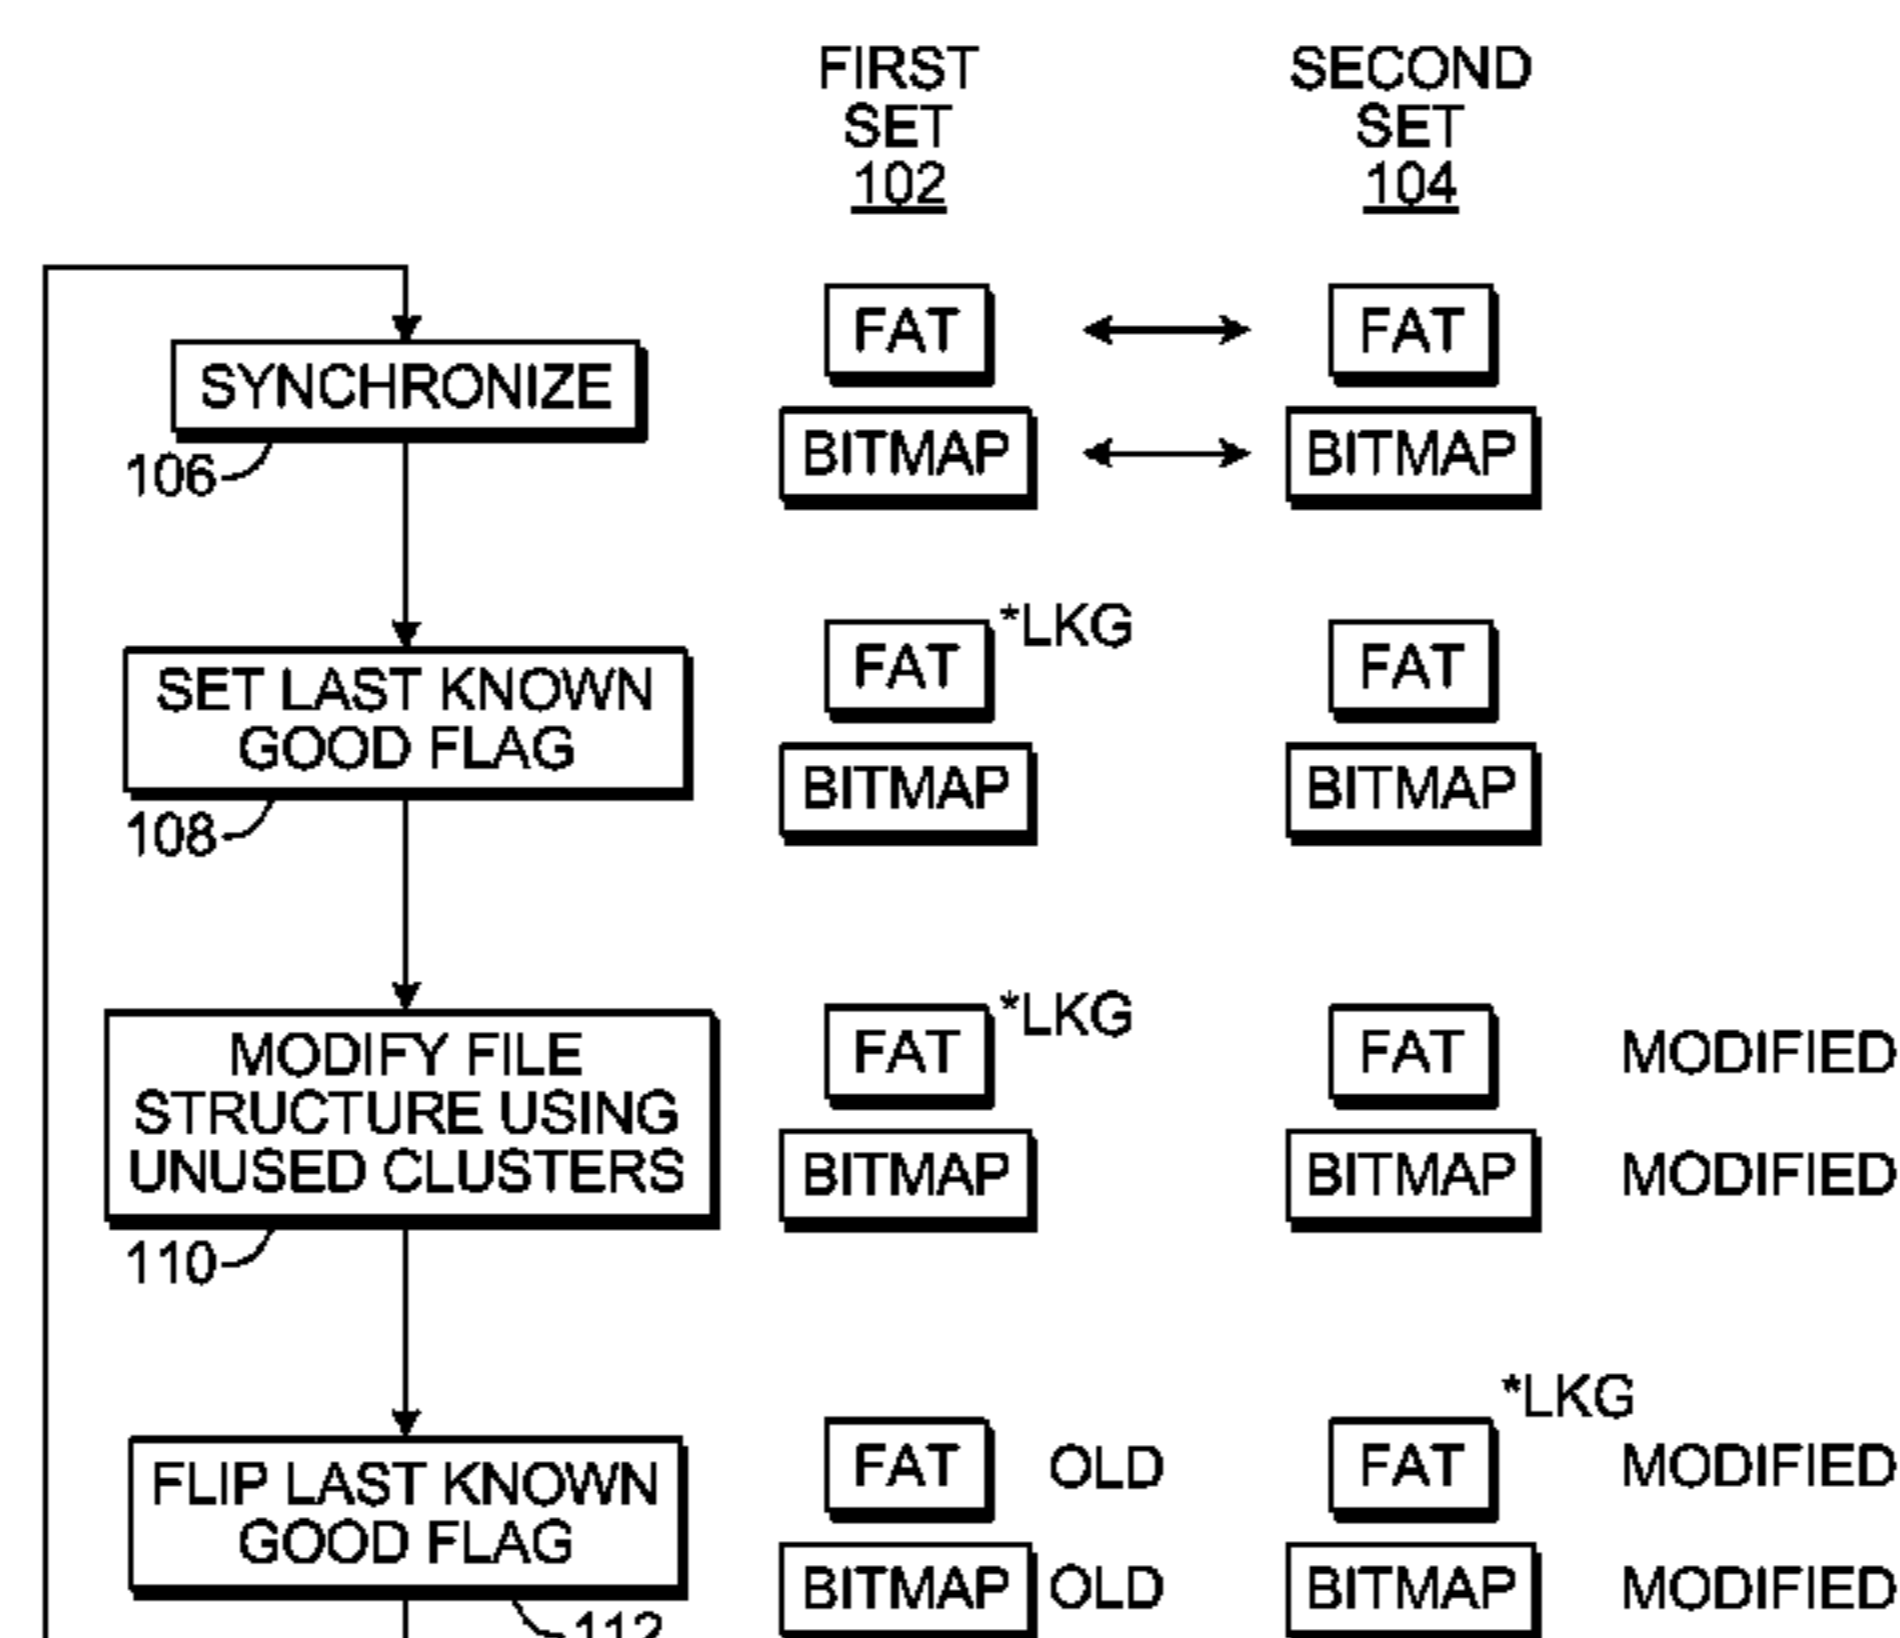 FIRST
SET
102
SECOND
SET
104
SYNCHRONIZE
106
FAT
FAT
BITMAP
BITMAP
SET LAST KNOWN
GOOD FLAG
108
FAT
*LKG
FAT
BITMAP
BITMAP
MODIFY FILE
STRUCTURE USING
UNUSED CLUSTERS
110
FAT
*LKG
FAT
MODIFIED
BITMAP
BITMAP
MODIFIED
FLIP LAST KNOWN
GOOD FLAG
112
FAT
OLD
*LKG
FAT
MODIFIED
BITMAP
OLD
BITMAP
MODIFIED